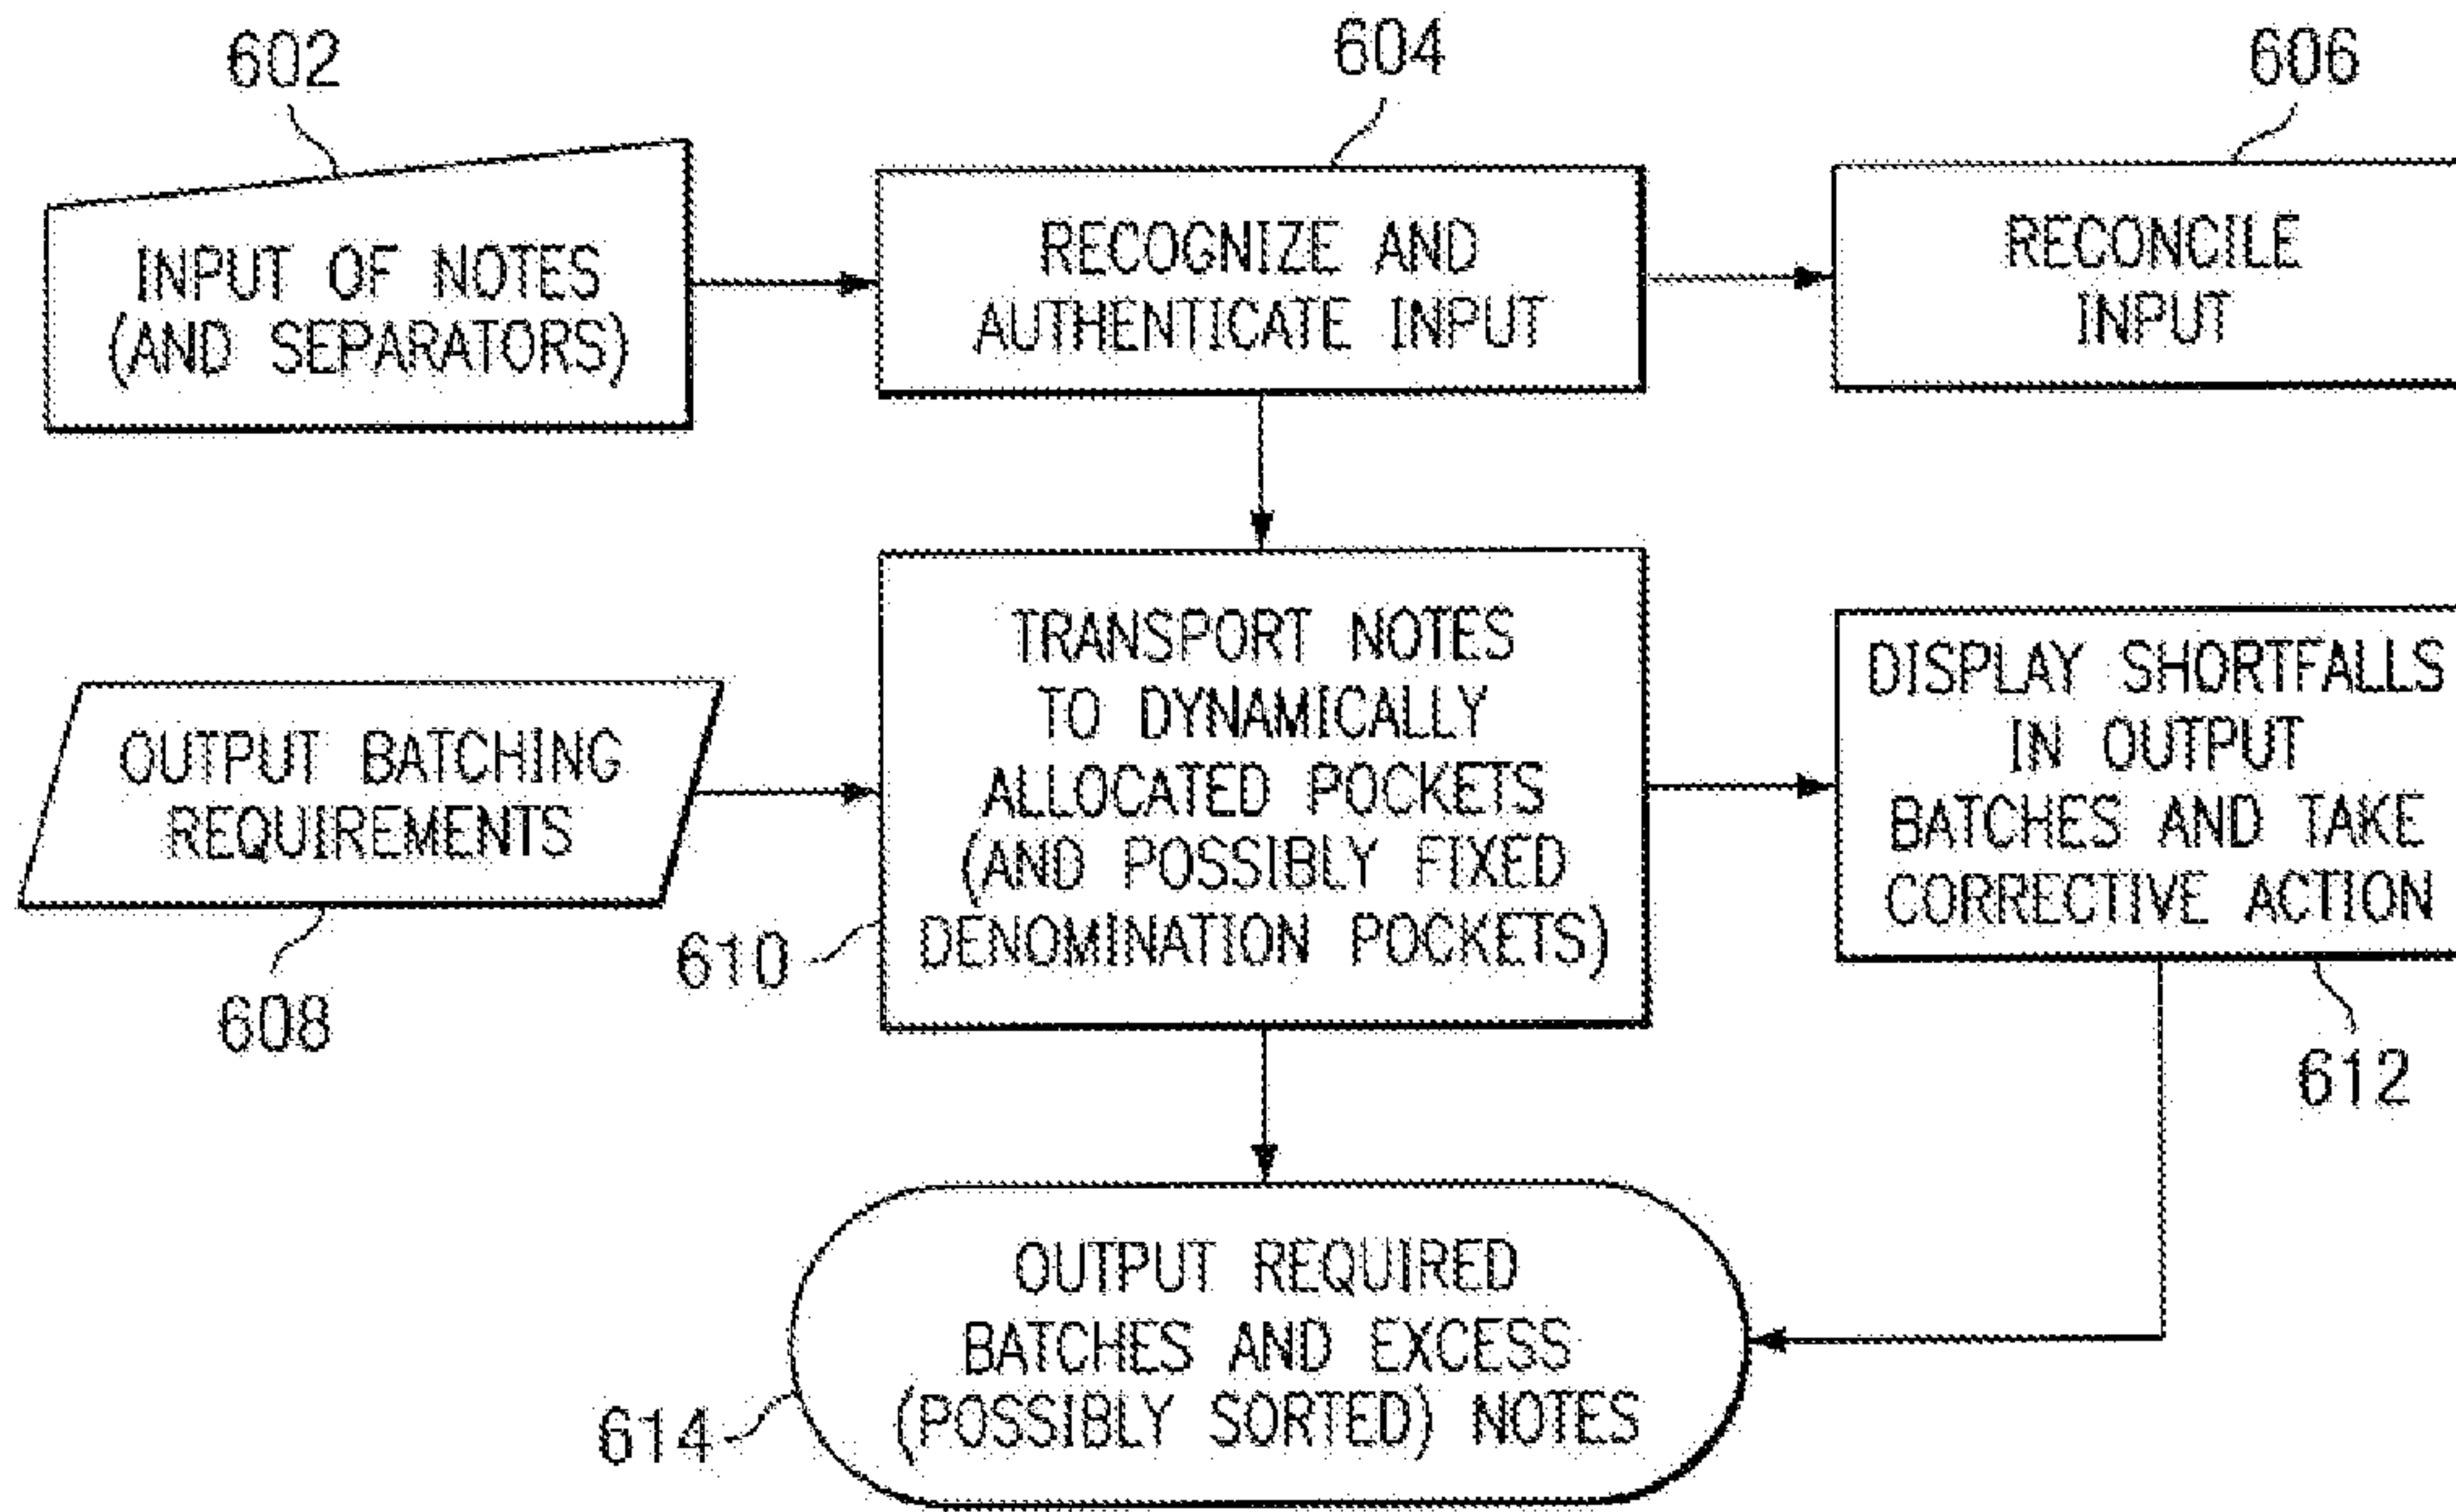 602
INPUT OF NOTES
(AND SEPARATORS)
604
RECOGNIZE AND
AUTHENTICATE INPUT
606
RECONCILE
INPUT
OUTPUT BATCHING
REQUIREMENTS
608
TRANSPORT NOTES
TO DYNAMICALLY
ALLOCATED POCKETS
(AND POSSIBLY FIXED
DENOMINATION POCKETS)
610
DISPLAY SHORTFALLS
IN OUTPUT
BATCHES AND TAKE
CORRECTIVE ACTION
612
OUTPUT REQUIRED
BATCHES AND EXCESS
(POSSIBLY SORTED) NOTES
614